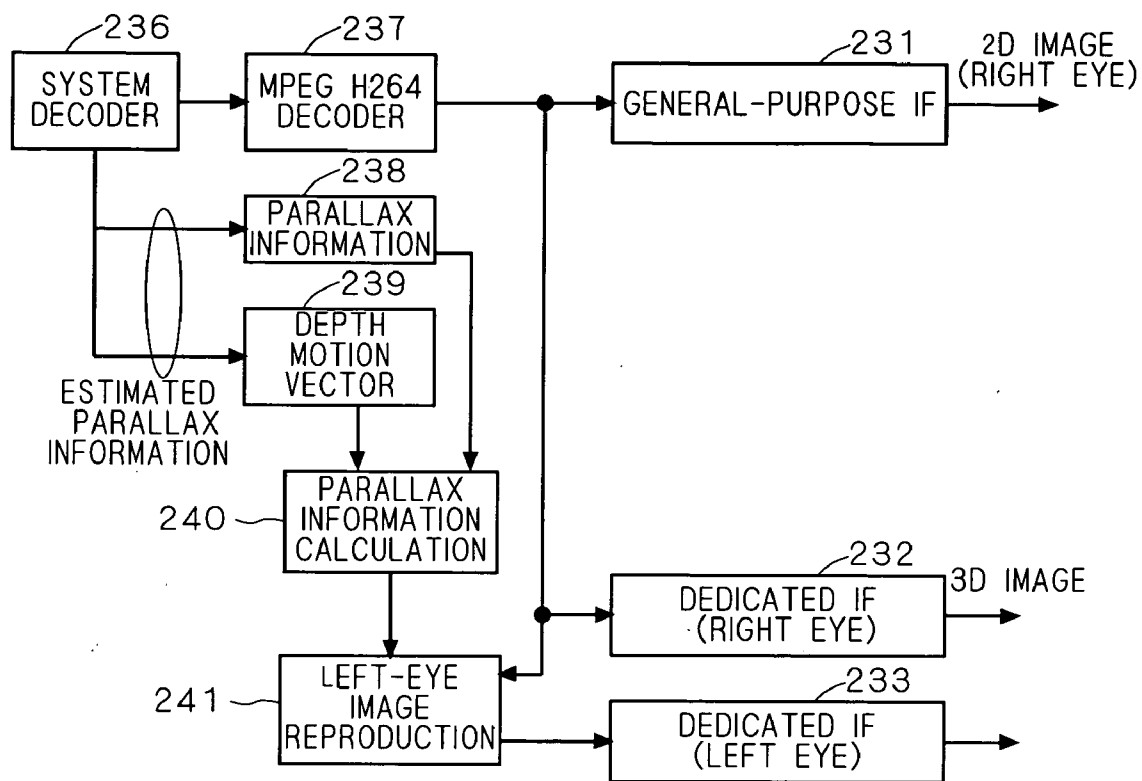 236
SYSTEM
DECODER
237
MPEG H264
DECODER
231
GENERAL-PURPOSE IF
2D IMAGE
(RIGHT EYE)
238
PARALLAX
INFORMATION
239
DEPTH
MOTION
VECTOR
ESTIMATED
PARALLAX
INFORMATION
240
PARALLAX
INFORMATION
CALCULATION
232
DEDICATED IF
(RIGHT EYE)
3D IMAGE
241
LEFT-EYE
IMAGE
REPRODUCTION
233
DEDICATED IF
(LEFT EYE)